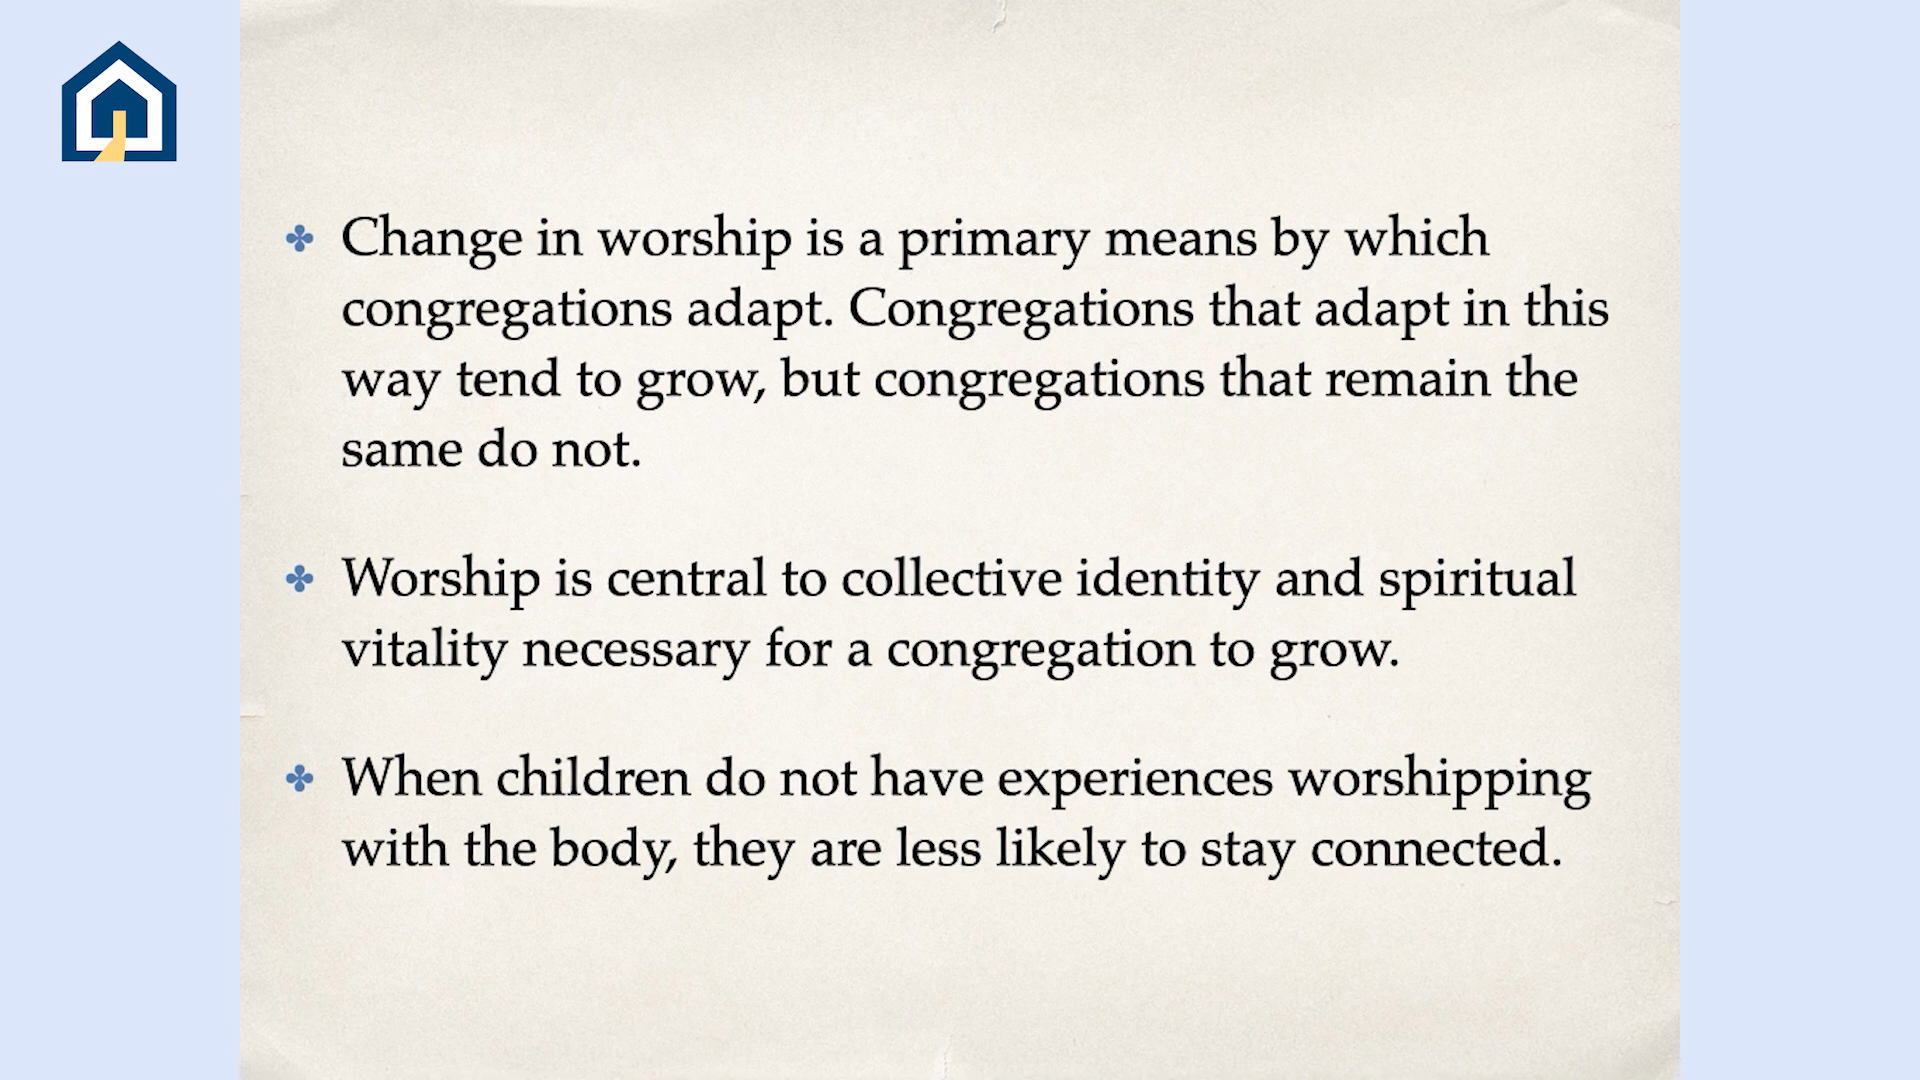 Change in worship is a primary means by which
congregations adapt. Congregations that adapt in this
way tend to grow, but congregations that remain the
same do not.
Worship is central to collective identity and spiritual
vitality necessary for a congregation to grow.
When children do not have experiences worshipping
with the body, they are less likely to stay connected.